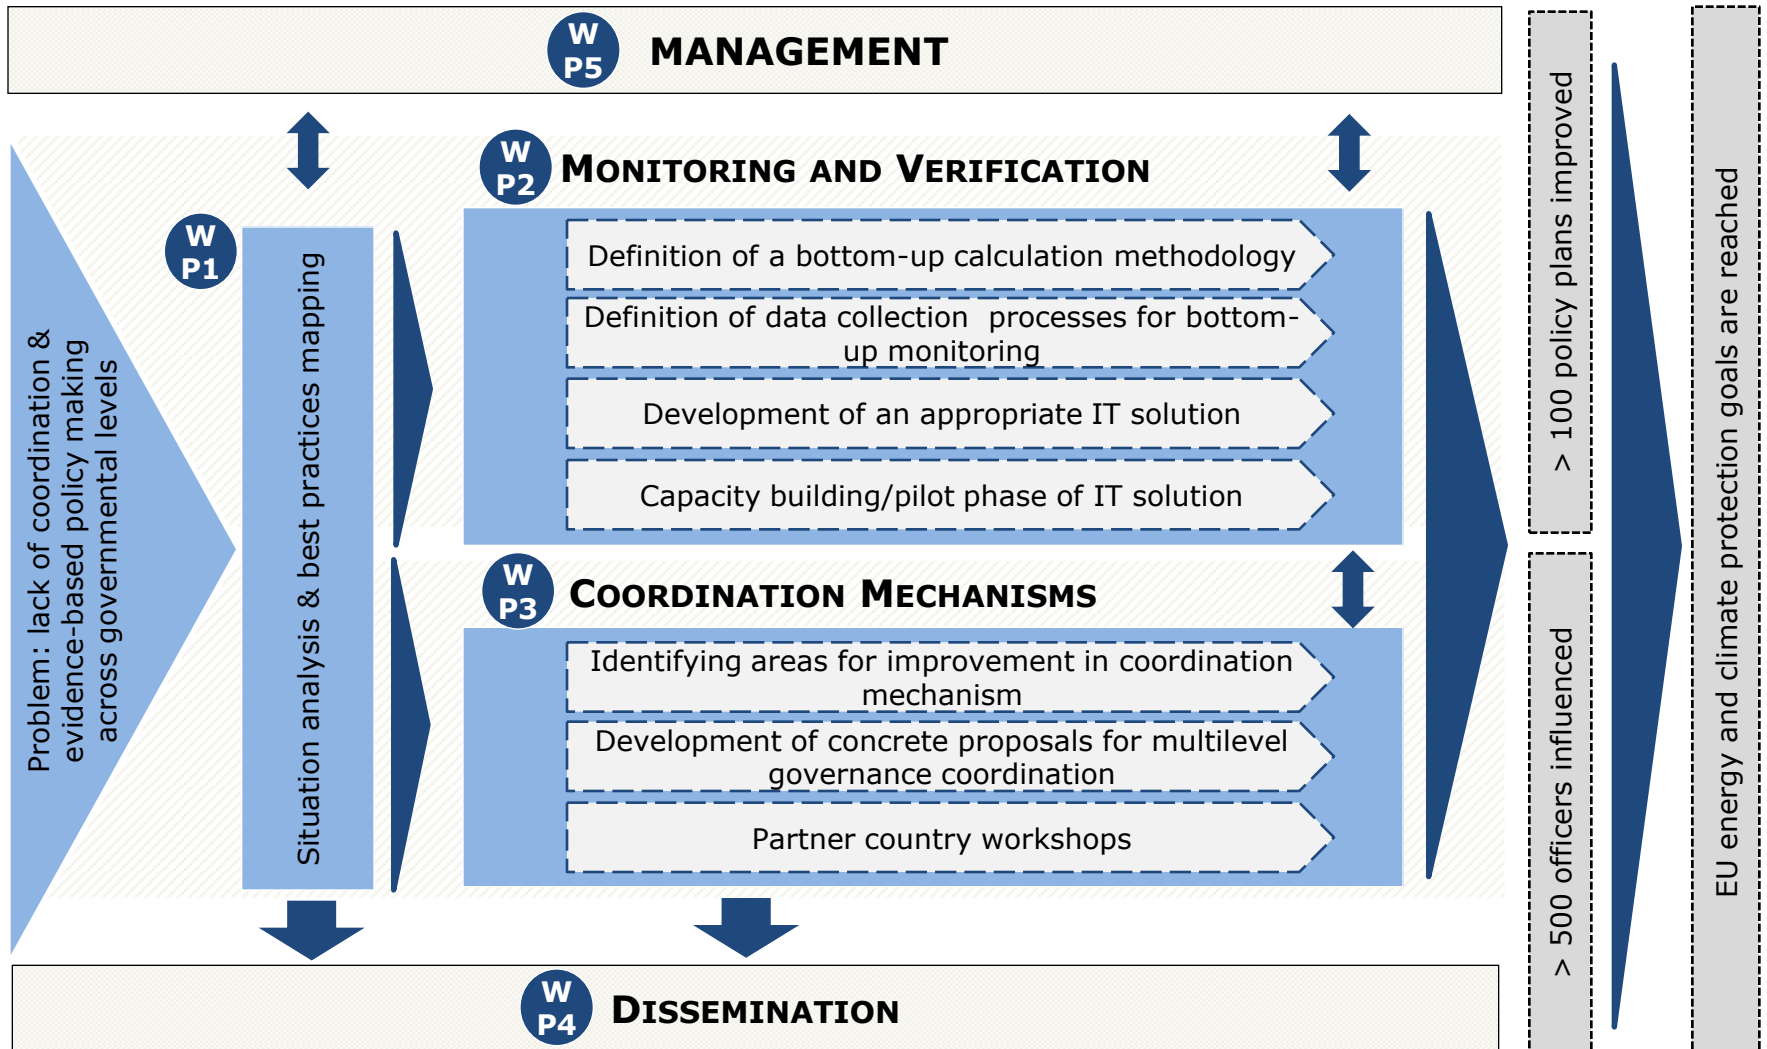 W
P5
MANAGEMENT
W
P2
MONITORING AND VERIFICATION
W
P1
Problem: lack of coordination &
evidence-based policy making
across governmental levels
Situation analysis & best practices mapping
Definition of a bottom-up calculation methodology
Definition of data collection processes for bottom-
up monitoring
Development of an appropriate IT solution
Capacity building/pilot phase of IT solution
W
P3
COORDINATION MECHANISMS
Identifying areas for improvement in coordination
mechanism
Development of concrete proposals for multilevel
governance coordination
Partner country workshops
W
P4
DISSEMINATION
> 100 policy plans improved
> 500 officers influenced
EU energy and climate protection goals are reached